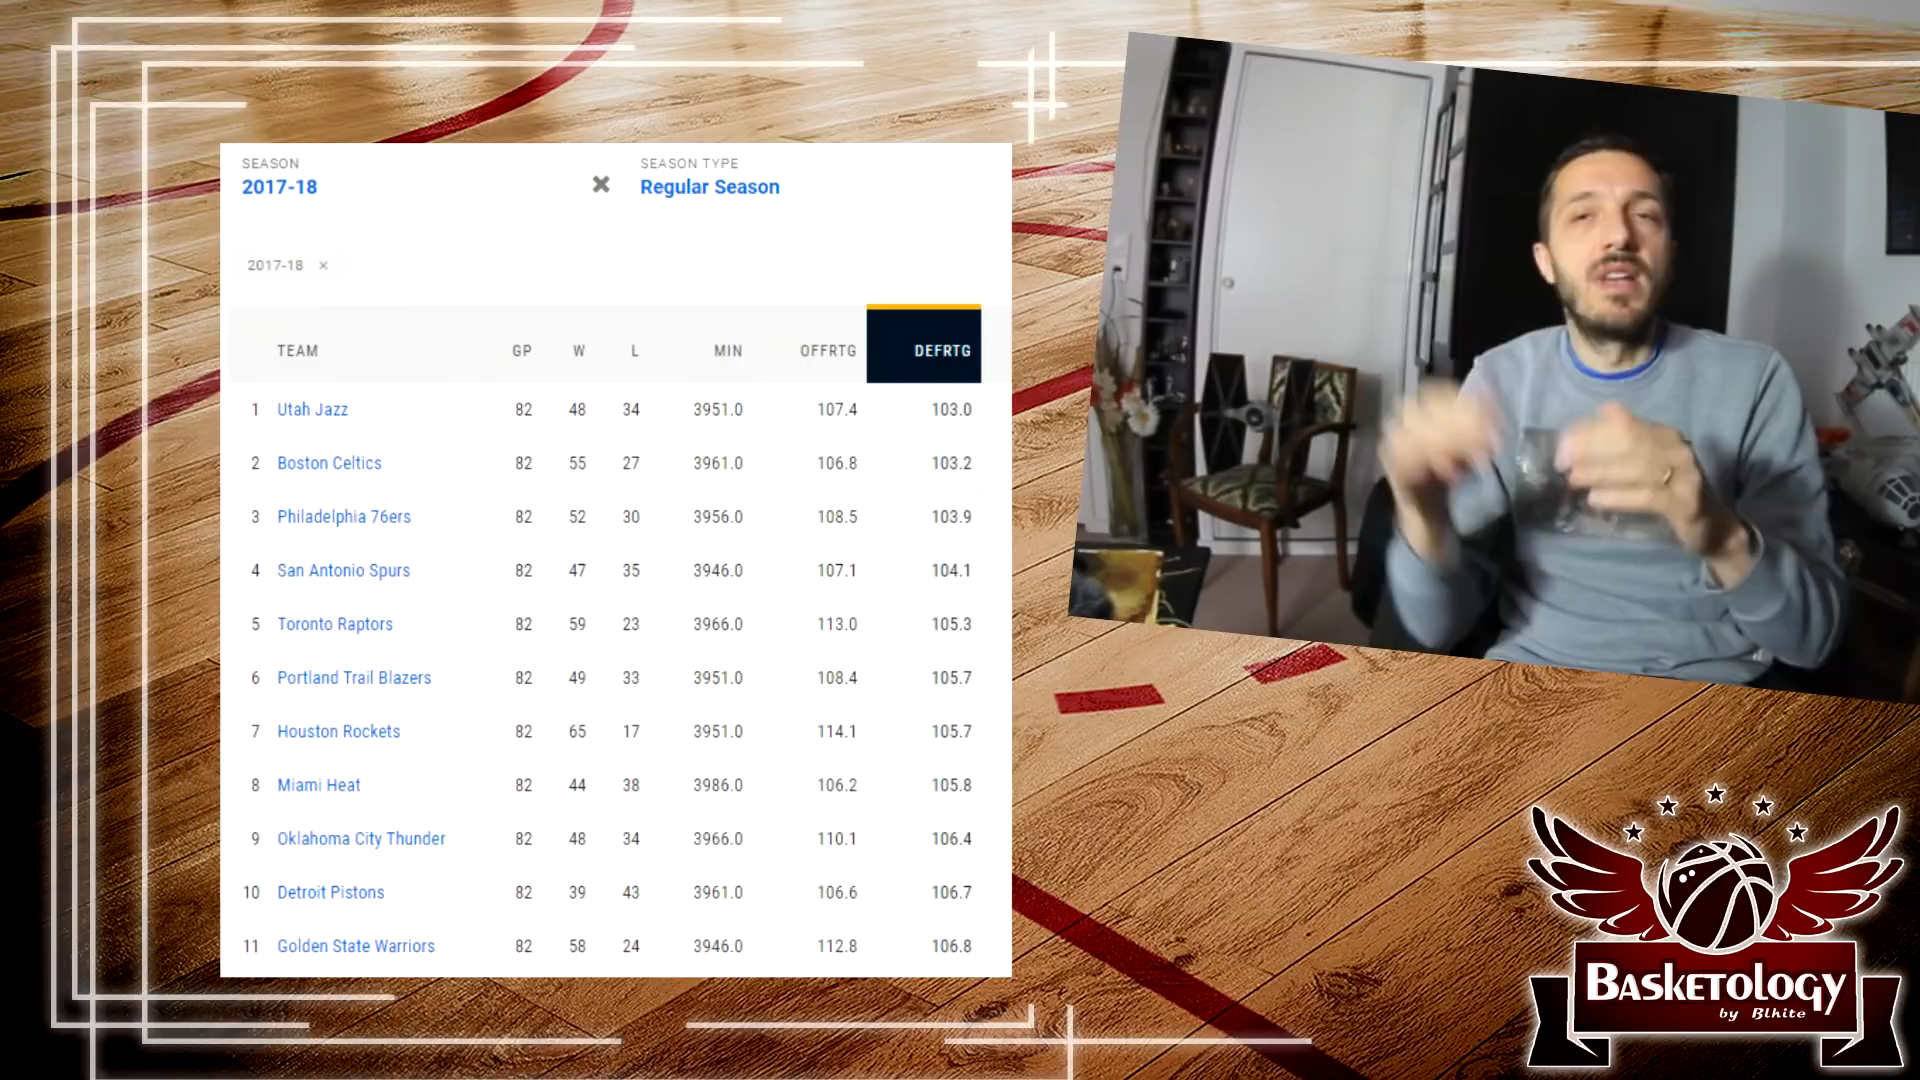 SEASON
2017-18
SEASON TYPE
Regular Season
2017-18 ×
TEAM GP W L MIN OFFRTG DEFRTG
1 Utah Jazz 82 48 34 3951.0 107.4 103.0
2 Boston Celtics 82 55 27 3961.0 106.8 103.2
3 Philadelphia 76ers 82 52 30 3956.0 108.5 103.9
4 San Antonio Spurs 82 47 35 3946.0 107.1 104.1
5 Toronto Raptors 82 59 23 3966.0 113.0 105.3
6 Portland Trail Blazers 82 49 33 3951.0 108.4 105.7
7 Houston Rockets 82 65 17 3951.0 114.1 105.7
8 Miami Heat 82 44 38 3986.0 106.2 105.8
9 Oklahoma City Thunder 82 48 34 3966.0 110.1 106.4
10 Detroit Pistons 82 39 43 3961.0 106.6 106.7
11 Golden State Warriors 82 58 24 3946.0 112.8 106.8
Basketology
by Blhite